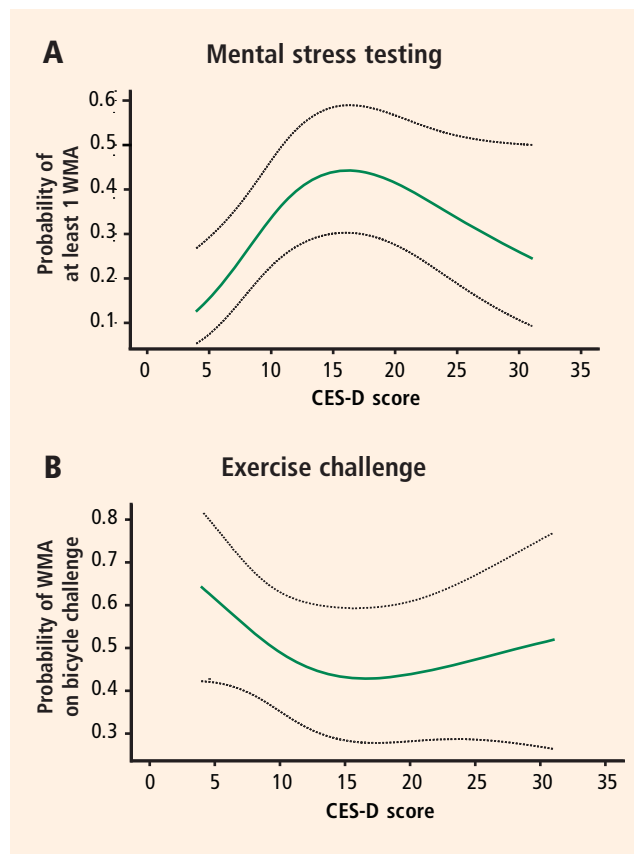 A
Mental stress testing
Probability of
at least 1 WMA
0.6
0.5
0.4
0.3
0.2
0.1
0 5 10 15 20 25 30 35
CES-D score
B
Exercise challenge
Probability of WMA
on bicycle challenge
0.8
0.7
0.6
0.5
0.4
0.3
0 5 10 15 20 25 30 35
CES-D score